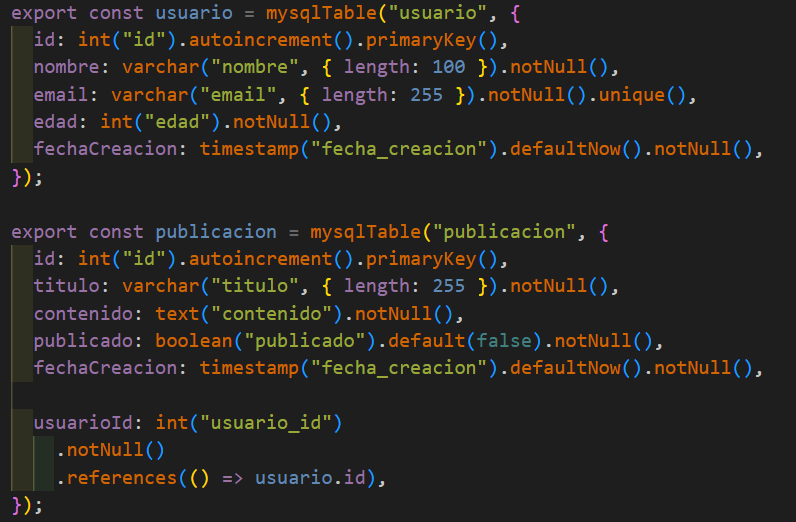 export const usuario = mysqlTable("usuario", {
  id: int("id").autoincrement().primaryKey(),
  nombre: varchar("nombre", { length: 100 }).notNull(),
  email: varchar("email", { length: 255 }).notNull().unique(),
  edad: int("edad").notNull(),
  fechaCreacion: timestamp("fecha_creacion").defaultNow().notNull(),
});

export const publicacion = mysqlTable("publicacion", {
  id: int("id").autoincrement().primaryKey(),
  titulo: varchar("titulo", { length: 255 }).notNull(),
  contenido: text("contenido").notNull(),
  publicado: boolean("publicado").default(false).notNull(),
  fechaCreacion: timestamp("fecha_creacion").defaultNow().notNull(),

  usuarioId: int("usuario_id")
    .notNull()
    .references(() => usuario.id),
});